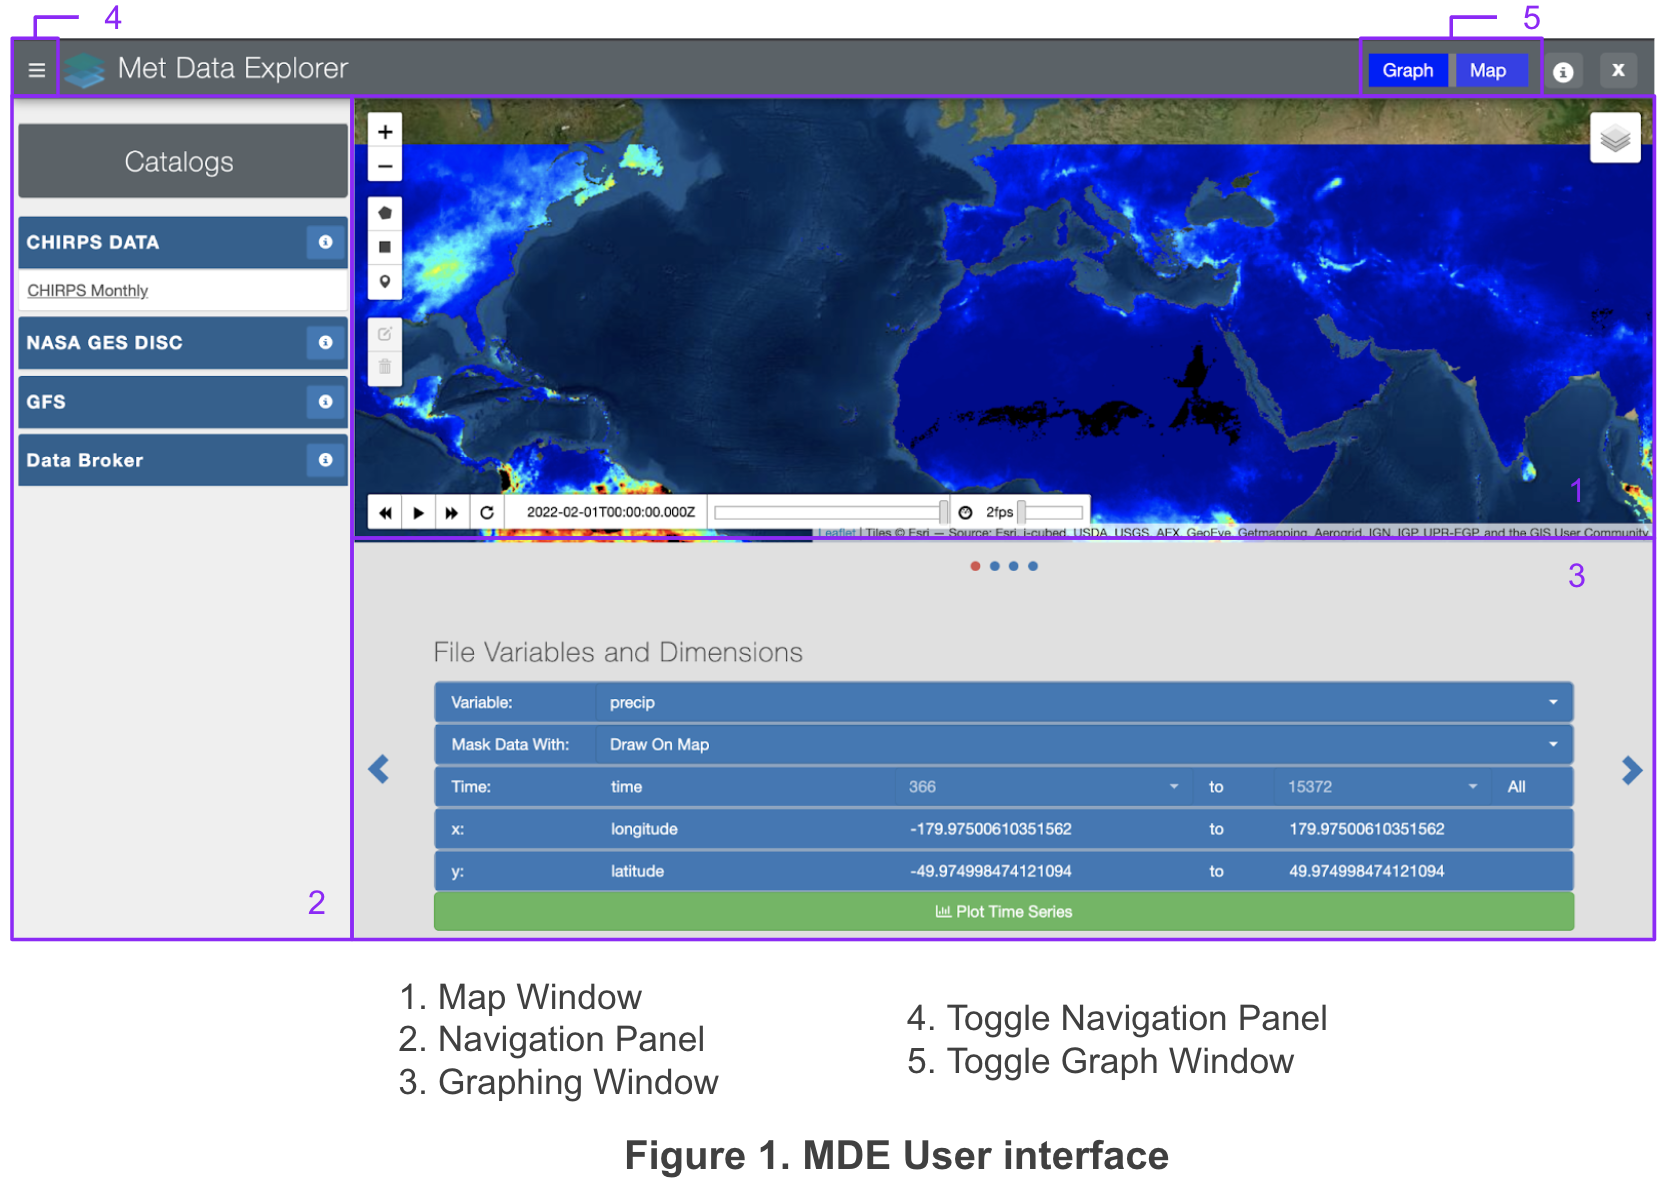 4
5
Met Data Explorer
Graph Map
X
Catalogs
CHIRPS DATA
CHIRPS Monthly
NASA GES DISC
GFS
Data Broker
+
−
1
2022-02-01T00:00:00.000Z
2fps
Leaflet | Tiles © Esri — Source: Esri, i-cubed, USDA, USGS, AEX, GeoEye, Getmapping, Aerogrid, IGN, IGP, UPR-EGP, and the GIS User Community
3
File Variables and Dimensions
Variable: precip
Mask Data With: Draw On Map
Time: time 366 to 15372 All
x: longitude -179.97500610351562 to 179.97500610351562
y: latitude -49.974998474121094 to 49.974998474121094
2
Plot Time Series
1. Map Window
2. Navigation Panel
3. Graphing Window
4. Toggle Navigation Panel
5. Toggle Graph Window
Figure 1. MDE User interface